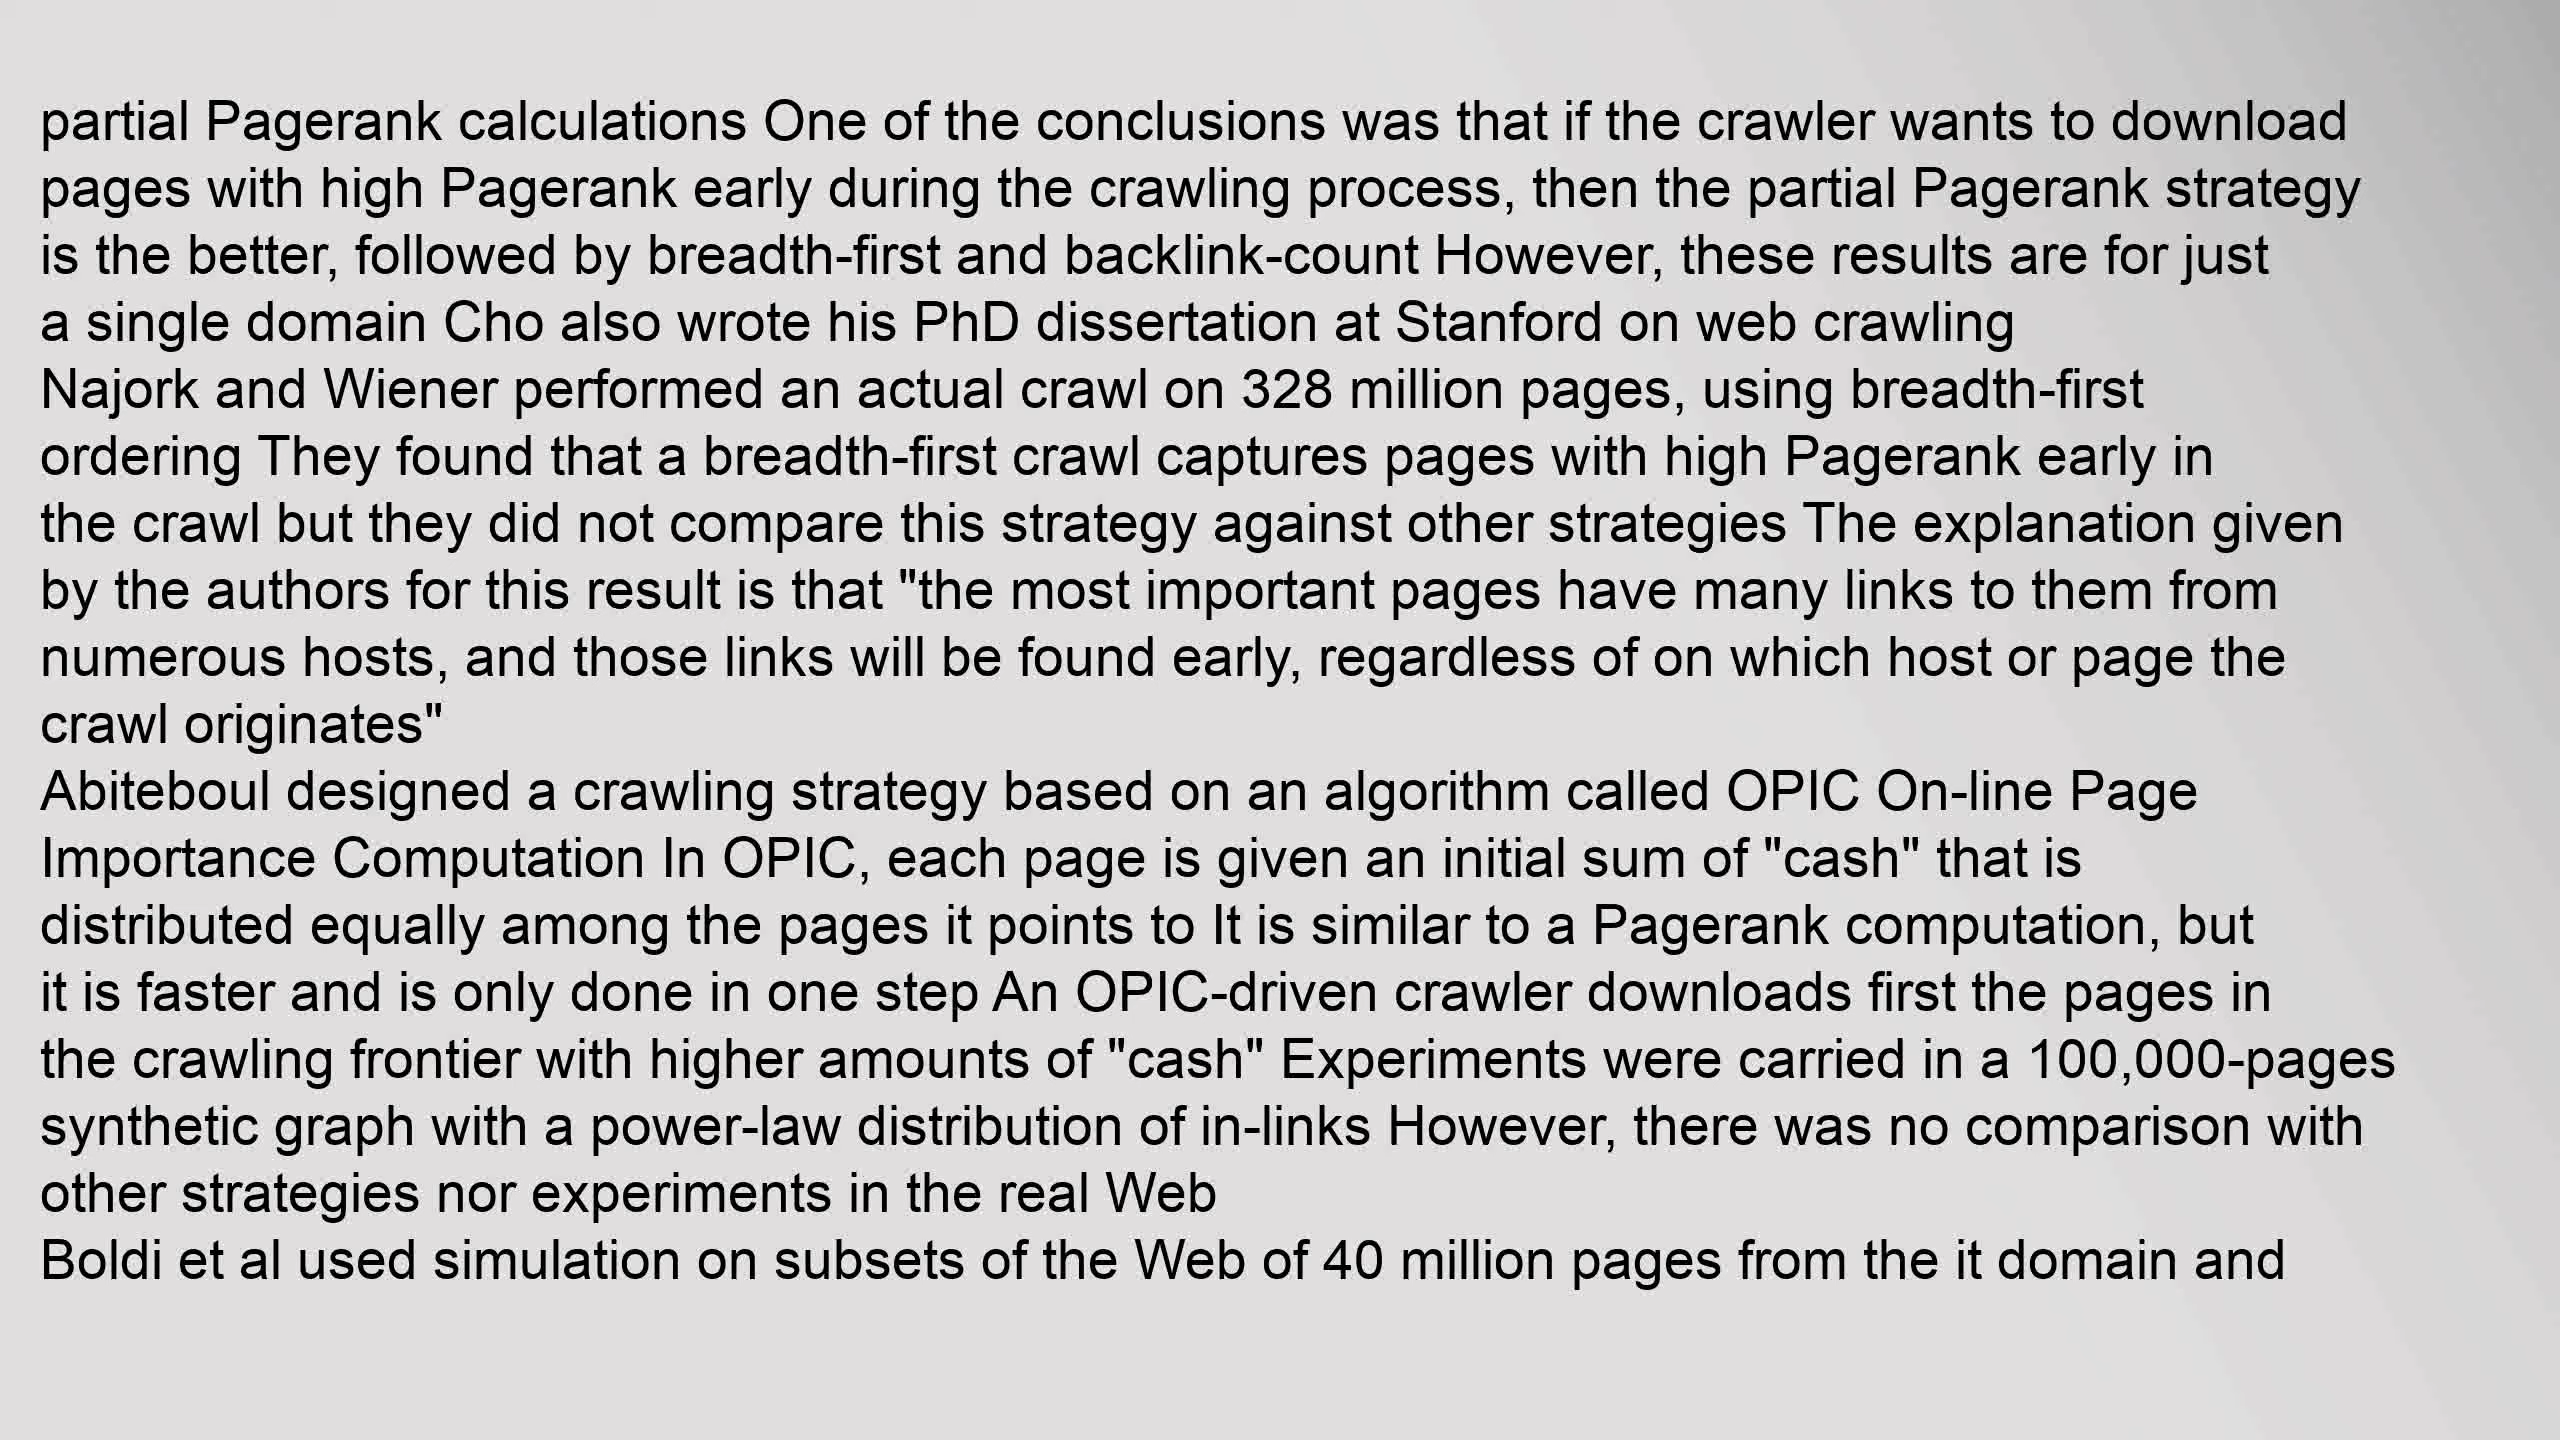 partial Pagerank calculations One of the conclusions was that if the crawler wants to download
pages with high Pagerank early during the crawling process, then the partial Pagerank strategy
is the better, followed by breadth-first and backlink-count However, these results are for just
a single domain Cho also wrote his PhD dissertation at Stanford on web crawling
Najork and Wiener performed an actual crawl on 328 million pages, using breadth-first
ordering They found that a breadth-first crawl captures pages with high Pagerank early in
the crawl but they did not compare this strategy against other strategies The explanation given
by the authors for this result is that "the most important pages have many links to them from
numerous hosts, and those links will be found early, regardless of on which host or page the
crawl originates"
Abiteboul designed a crawling strategy based on an algorithm called OPIC On-line Page
Importance Computation In OPIC, each page is given an initial sum of "cash" that is
distributed equally among the pages it points to It is similar to a Pagerank computation, but
it is faster and is only done in one step An OPIC-driven crawler downloads first the pages in
the crawling frontier with higher amounts of "cash" Experiments were carried in a 100,000-pages
synthetic graph with a power-law distribution of in-links However, there was no comparison with
other strategies nor experiments in the real Web
Boldi et al used simulation on subsets of the Web of 40 million pages from the it domain and